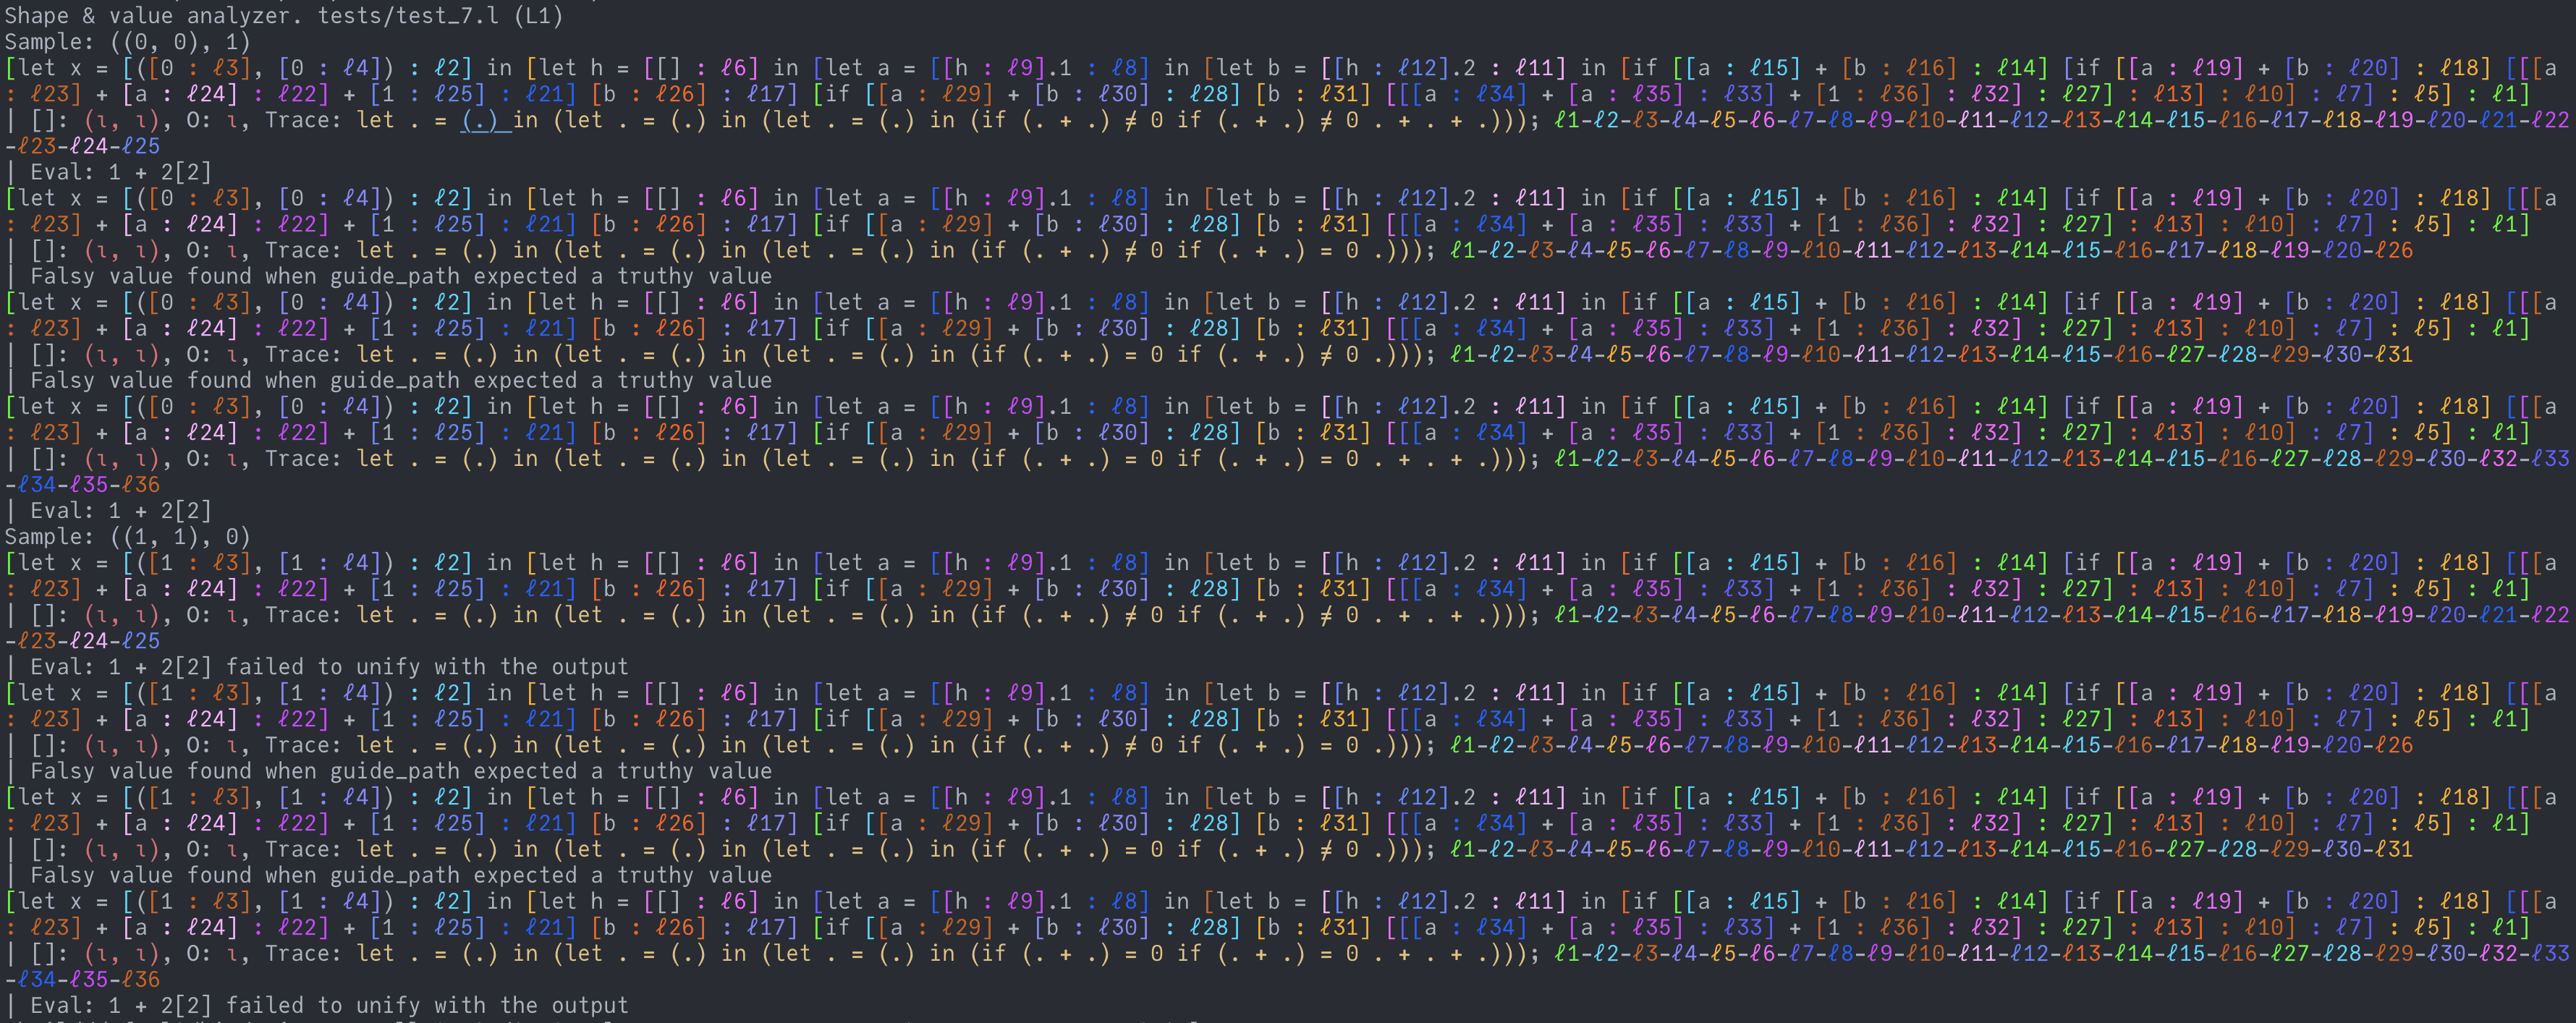 Shape & value analyzer. tests/test_7.l (L1)
Sample: ((0, 0), 1)
[let x = [([0 : ℓ3], [0 : ℓ4]) : ℓ2] in [let h = [[] : ℓ6] in [let a = [[h : ℓ9].1 : ℓ8] in [let b = [[h : ℓ12].2 : ℓ11] in [if [[a : ℓ15] + [b : ℓ16] : ℓ14] [if [[a : ℓ19] + [b : ℓ20] : ℓ18] [[[a
: ℓ23] + [a : ℓ24] : ℓ22] + [1 : ℓ25] : ℓ21] [b : ℓ26] : ℓ17] [if [[a : ℓ29] + [b : ℓ30] : ℓ28] [b : ℓ31] [[[a : ℓ34] + [a : ℓ35] : ℓ33] + [1 : ℓ36] : ℓ32] : ℓ27] : ℓ13] : ℓ10] : ℓ7] : ℓ5] : ℓ1]
| []: (ι, ι), O: ι, Trace: let . = (.) in (let . = (.) in (let . = (.) in (if (. + .) ≠ 0 if (. + .) ≠ 0 . + . + .))); ℓ1-ℓ2-ℓ3-ℓ4-ℓ5-ℓ6-ℓ7-ℓ8-ℓ9-ℓ10-ℓ11-ℓ12-ℓ13-ℓ14-ℓ15-ℓ16-ℓ17-ℓ18-ℓ19-ℓ20-ℓ21-ℓ22
-ℓ23-ℓ24-ℓ25
| Eval: 1 + 2[2]
[let x = [([0 : ℓ3], [0 : ℓ4]) : ℓ2] in [let h = [[] : ℓ6] in [let a = [[h : ℓ9].1 : ℓ8] in [let b = [[h : ℓ12].2 : ℓ11] in [if [[a : ℓ15] + [b : ℓ16] : ℓ14] [if [[a : ℓ19] + [b : ℓ20] : ℓ18] [[[a
: ℓ23] + [a : ℓ24] : ℓ22] + [1 : ℓ25] : ℓ21] [b : ℓ26] : ℓ17] [if [[a : ℓ29] + [b : ℓ30] : ℓ28] [b : ℓ31] [[[a : ℓ34] + [a : ℓ35] : ℓ33] + [1 : ℓ36] : ℓ32] : ℓ27] : ℓ13] : ℓ10] : ℓ7] : ℓ5] : ℓ1]
| []: (ι, ι), O: ι, Trace: let . = (.) in (let . = (.) in (let . = (.) in (if (. + .) ≠ 0 if (. + .) = 0 .))); ℓ1-ℓ2-ℓ3-ℓ4-ℓ5-ℓ6-ℓ7-ℓ8-ℓ9-ℓ10-ℓ11-ℓ12-ℓ13-ℓ14-ℓ15-ℓ16-ℓ17-ℓ18-ℓ19-ℓ20-ℓ26
| Falsy value found when guide_path expected a truthy value
[let x = [([0 : ℓ3], [0 : ℓ4]) : ℓ2] in [let h = [[] : ℓ6] in [let a = [[h : ℓ9].1 : ℓ8] in [let b = [[h : ℓ12].2 : ℓ11] in [if [[a : ℓ15] + [b : ℓ16] : ℓ14] [if [[a : ℓ19] + [b : ℓ20] : ℓ18] [[[a
: ℓ23] + [a : ℓ24] : ℓ22] + [1 : ℓ25] : ℓ21] [b : ℓ26] : ℓ17] [if [[a : ℓ29] + [b : ℓ30] : ℓ28] [b : ℓ31] [[[a : ℓ34] + [a : ℓ35] : ℓ33] + [1 : ℓ36] : ℓ32] : ℓ27] : ℓ13] : ℓ10] : ℓ7] : ℓ5] : ℓ1]
| []: (ι, ι), O: ι, Trace: let . = (.) in (let . = (.) in (let . = (.) in (if (. + .) = 0 if (. + .) ≠ 0 .))); ℓ1-ℓ2-ℓ3-ℓ4-ℓ5-ℓ6-ℓ7-ℓ8-ℓ9-ℓ10-ℓ11-ℓ12-ℓ13-ℓ14-ℓ15-ℓ16-ℓ27-ℓ28-ℓ29-ℓ30-ℓ31
| Falsy value found when guide_path expected a truthy value
[let x = [([0 : ℓ3], [0 : ℓ4]) : ℓ2] in [let h = [[] : ℓ6] in [let a = [[h : ℓ9].1 : ℓ8] in [let b = [[h : ℓ12].2 : ℓ11] in [if [[a : ℓ15] + [b : ℓ16] : ℓ14] [if [[a : ℓ19] + [b : ℓ20] : ℓ18] [[[a
: ℓ23] + [a : ℓ24] : ℓ22] + [1 : ℓ25] : ℓ21] [b : ℓ26] : ℓ17] [if [[a : ℓ29] + [b : ℓ30] : ℓ28] [b : ℓ31] [[[a : ℓ34] + [a : ℓ35] : ℓ33] + [1 : ℓ36] : ℓ32] : ℓ27] : ℓ13] : ℓ10] : ℓ7] : ℓ5] : ℓ1]
| []: (ι, ι), O: ι, Trace: let . = (.) in (let . = (.) in (let . = (.) in (if (. + .) = 0 if (. + .) = 0 . + . + .))); ℓ1-ℓ2-ℓ3-ℓ4-ℓ5-ℓ6-ℓ7-ℓ8-ℓ9-ℓ10-ℓ11-ℓ12-ℓ13-ℓ14-ℓ15-ℓ16-ℓ27-ℓ28-ℓ29-ℓ30-ℓ32-ℓ33
-ℓ34-ℓ35-ℓ36
| Eval: 1 + 2[2]
Sample: ((1, 1), 0)
[let x = [([1 : ℓ3], [1 : ℓ4]) : ℓ2] in [let h = [[] : ℓ6] in [let a = [[h : ℓ9].1 : ℓ8] in [let b = [[h : ℓ12].2 : ℓ11] in [if [[a : ℓ15] + [b : ℓ16] : ℓ14] [if [[a : ℓ19] + [b : ℓ20] : ℓ18] [[[a
: ℓ23] + [a : ℓ24] : ℓ22] + [1 : ℓ25] : ℓ21] [b : ℓ26] : ℓ17] [if [[a : ℓ29] + [b : ℓ30] : ℓ28] [b : ℓ31] [[[a : ℓ34] + [a : ℓ35] : ℓ33] + [1 : ℓ36] : ℓ32] : ℓ27] : ℓ13] : ℓ10] : ℓ7] : ℓ5] : ℓ1]
| []: (ι, ι), O: ι, Trace: let . = (.) in (let . = (.) in (let . = (.) in (if (. + .) ≠ 0 if (. + .) ≠ 0 . + . + .))); ℓ1-ℓ2-ℓ3-ℓ4-ℓ5-ℓ6-ℓ7-ℓ8-ℓ9-ℓ10-ℓ11-ℓ12-ℓ13-ℓ14-ℓ15-ℓ16-ℓ17-ℓ18-ℓ19-ℓ20-ℓ21-ℓ22
-ℓ23-ℓ24-ℓ25
| Eval: 1 + 2[2] failed to unify with the output
[let x = [([1 : ℓ3], [1 : ℓ4]) : ℓ2] in [let h = [[] : ℓ6] in [let a = [[h : ℓ9].1 : ℓ8] in [let b = [[h : ℓ12].2 : ℓ11] in [if [[a : ℓ15] + [b : ℓ16] : ℓ14] [if [[a : ℓ19] + [b : ℓ20] : ℓ18] [[[a
: ℓ23] + [a : ℓ24] : ℓ22] + [1 : ℓ25] : ℓ21] [b : ℓ26] : ℓ17] [if [[a : ℓ29] + [b : ℓ30] : ℓ28] [b : ℓ31] [[[a : ℓ34] + [a : ℓ35] : ℓ33] + [1 : ℓ36] : ℓ32] : ℓ27] : ℓ13] : ℓ10] : ℓ7] : ℓ5] : ℓ1]
| []: (ι, ι), O: ι, Trace: let . = (.) in (let . = (.) in (let . = (.) in (if (. + .) ≠ 0 if (. + .) = 0 .))); ℓ1-ℓ2-ℓ3-ℓ4-ℓ5-ℓ6-ℓ7-ℓ8-ℓ9-ℓ10-ℓ11-ℓ12-ℓ13-ℓ14-ℓ15-ℓ16-ℓ17-ℓ18-ℓ19-ℓ20-ℓ26
| Falsy value found when guide_path expected a truthy value
[let x = [([1 : ℓ3], [1 : ℓ4]) : ℓ2] in [let h = [[] : ℓ6] in [let a = [[h : ℓ9].1 : ℓ8] in [let b = [[h : ℓ12].2 : ℓ11] in [if [[a : ℓ15] + [b : ℓ16] : ℓ14] [if [[a : ℓ19] + [b : ℓ20] : ℓ18] [[[a
: ℓ23] + [a : ℓ24] : ℓ22] + [1 : ℓ25] : ℓ21] [b : ℓ26] : ℓ17] [if [[a : ℓ29] + [b : ℓ30] : ℓ28] [b : ℓ31] [[[a : ℓ34] + [a : ℓ35] : ℓ33] + [1 : ℓ36] : ℓ32] : ℓ27] : ℓ13] : ℓ10] : ℓ7] : ℓ5] : ℓ1]
| []: (ι, ι), O: ι, Trace: let . = (.) in (let . = (.) in (let . = (.) in (if (. + .) = 0 if (. + .) ≠ 0 .))); ℓ1-ℓ2-ℓ3-ℓ4-ℓ5-ℓ6-ℓ7-ℓ8-ℓ9-ℓ10-ℓ11-ℓ12-ℓ13-ℓ14-ℓ15-ℓ16-ℓ27-ℓ28-ℓ29-ℓ30-ℓ31
| Falsy value found when guide_path expected a truthy value
[let x = [([1 : ℓ3], [1 : ℓ4]) : ℓ2] in [let h = [[] : ℓ6] in [let a = [[h : ℓ9].1 : ℓ8] in [let b = [[h : ℓ12].2 : ℓ11] in [if [[a : ℓ15] + [b : ℓ16] : ℓ14] [if [[a : ℓ19] + [b : ℓ20] : ℓ18] [[[a
: ℓ23] + [a : ℓ24] : ℓ22] + [1 : ℓ25] : ℓ21] [b : ℓ26] : ℓ17] [if [[a : ℓ29] + [b : ℓ30] : ℓ28] [b : ℓ31] [[[a : ℓ34] + [a : ℓ35] : ℓ33] + [1 : ℓ36] : ℓ32] : ℓ27] : ℓ13] : ℓ10] : ℓ7] : ℓ5] : ℓ1]
| []: (ι, ι), O: ι, Trace: let . = (.) in (let . = (.) in (let . = (.) in (if (. + .) = 0 if (. + .) = 0 . + . + .))); ℓ1-ℓ2-ℓ3-ℓ4-ℓ5-ℓ6-ℓ7-ℓ8-ℓ9-ℓ10-ℓ11-ℓ12-ℓ13-ℓ14-ℓ15-ℓ16-ℓ27-ℓ28-ℓ29-ℓ30-ℓ32-ℓ33
-ℓ34-ℓ35-ℓ36
| Eval: 1 + 2[2] failed to unify with the output